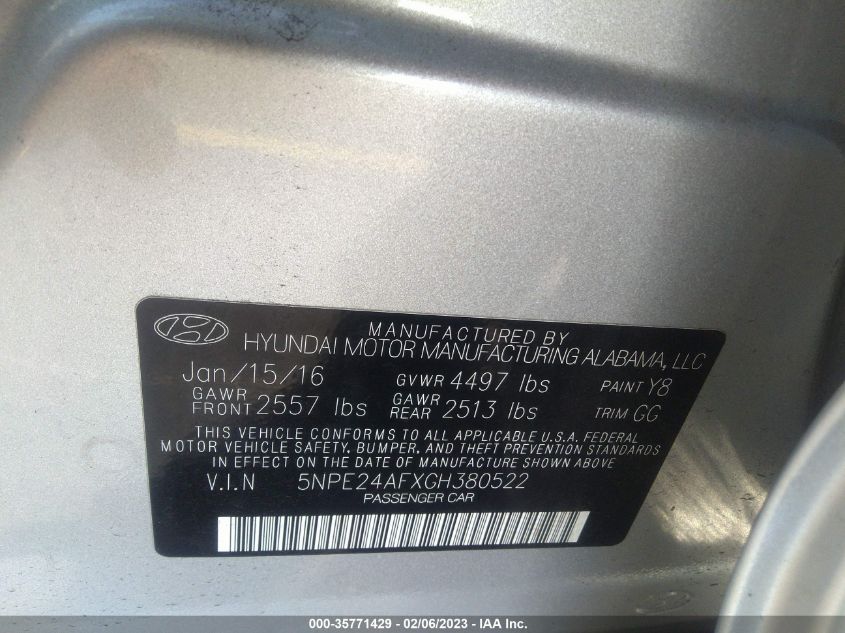 MANUFACTURED BY
HYUNDAI MOTOR MANUFACTURING ALABAMA, LLC
Jan/15/16 GVWR 4497 lbs PAINT Y8
GAWR FRONT 2557 lbs GAWR REAR 2513 lbs TRIM GG
THIS VEHICLE CONFORMS TO ALL APPLICABLE U.S.A. FEDERAL
MOTOR VEHICLE SAFETY, BUMPER, AND THEFT PREVENTION STANDARDS
IN EFFECT ON THE DATE OF MANUFACTURE SHOWN ABOVE
V.I.N 5NPE24AFXGH380522
PASSENGER CAR
000-35771429 - 02/06/2023 - IAA Inc.